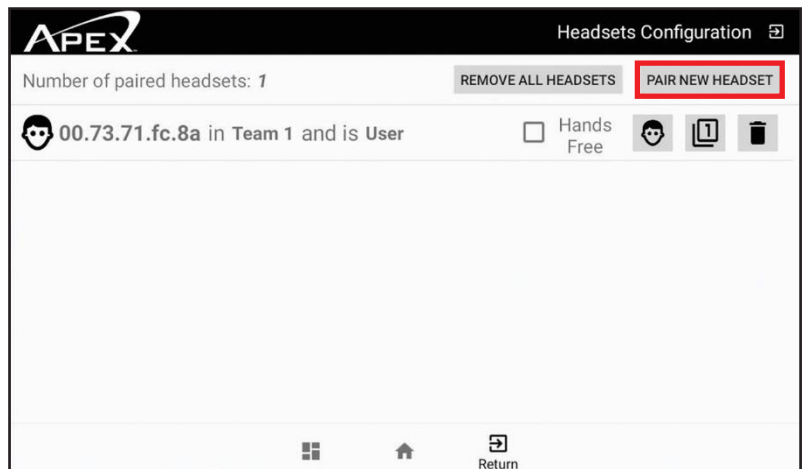 APEX
Headsets Configuration
Number of paired headsets: 1
REMOVE ALL HEADSETS
PAIR NEW HEADSET
00.73.71.fc.8a in Team 1 and is User
Hands
Free
1
Return